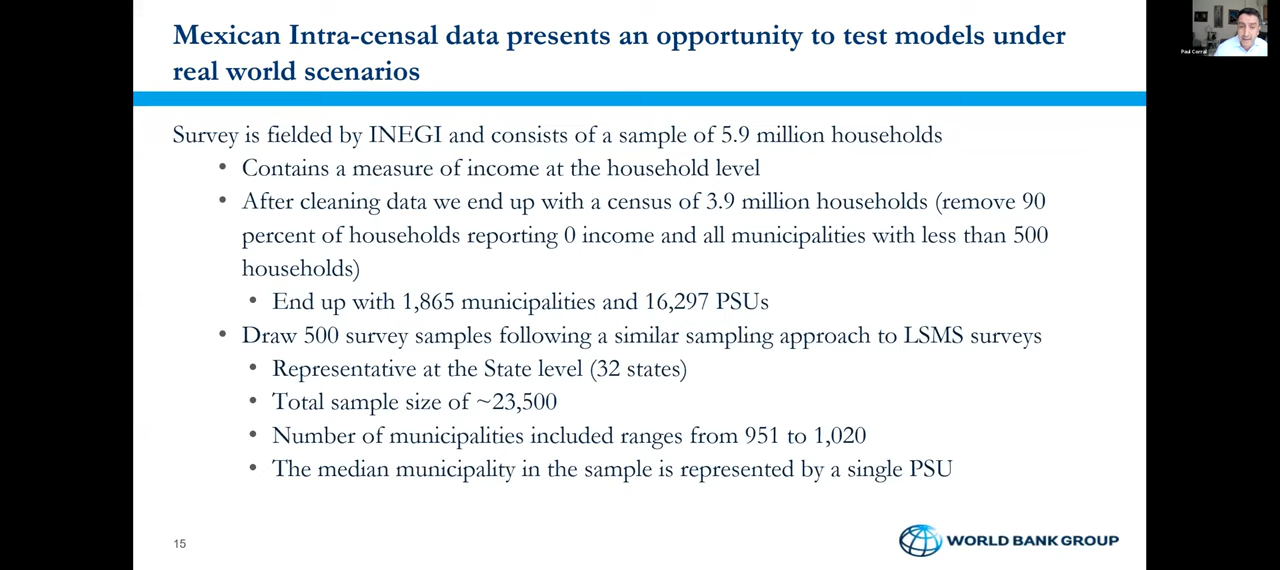 Mexican Intra-censal data presents an opportunity to test models under
real world scenarios
Paul Corral
Survey is fielded by INEGI and consists of a sample of 5.9 million households
• Contains a measure of income at the household level
• After cleaning data we end up with a census of 3.9 million households (remove 90
percent of households reporting 0 income and all municipalities with less than 500
households)
• End up with 1,865 municipalities and 16,297 PSUs
• Draw 500 survey samples following a similar sampling approach to LSMS surveys
• Representative at the State level (32 states)
• Total sample size of ~23,500
• Number of municipalities included ranges from 951 to 1,020
• The median municipality in the sample is represented by a single PSU
15
WORLD BANK GROUP